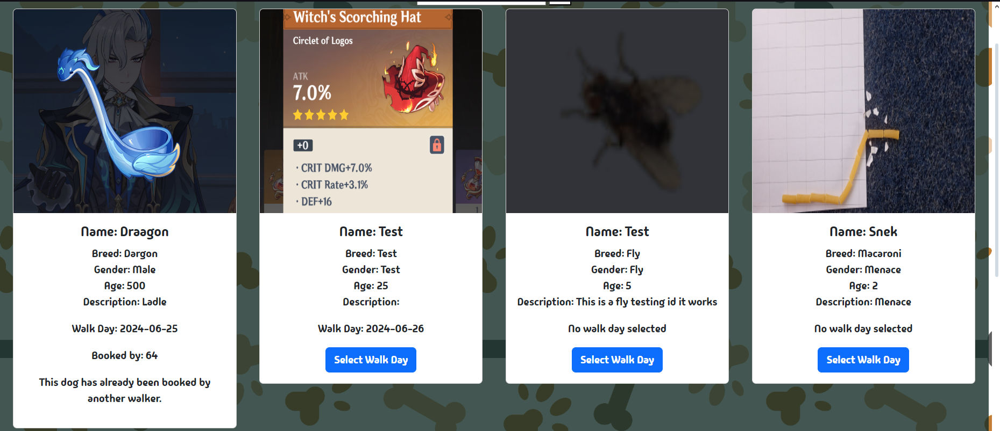 Name: Draagon
Breed: Dargon
Gender: Male
Age: 500
Description: Ladle
Walk Day: 2024-06-25
Booked by: 64
This dog has already been booked by
another walker.
Witch's Scorching Hat
Circlet of Logos
ATK
7.0%
+0
· CRIT DMG+7.0%
· CRIT Rate+3.1%
· DEF+16
1
Name: Test
Breed: Test
Gender: Test
Age: 25
Description:
Walk Day: 2024-06-26
Select Walk Day
Name: Test
Breed: Fly
Gender: Fly
Age: 5
Description: This is a fly testing id it works
No walk day selected
Select Walk Day
Name: Snek
Breed: Macaroni
Gender: Menace
Age: 2
Description: Menace
No walk day selected
Select Walk Day